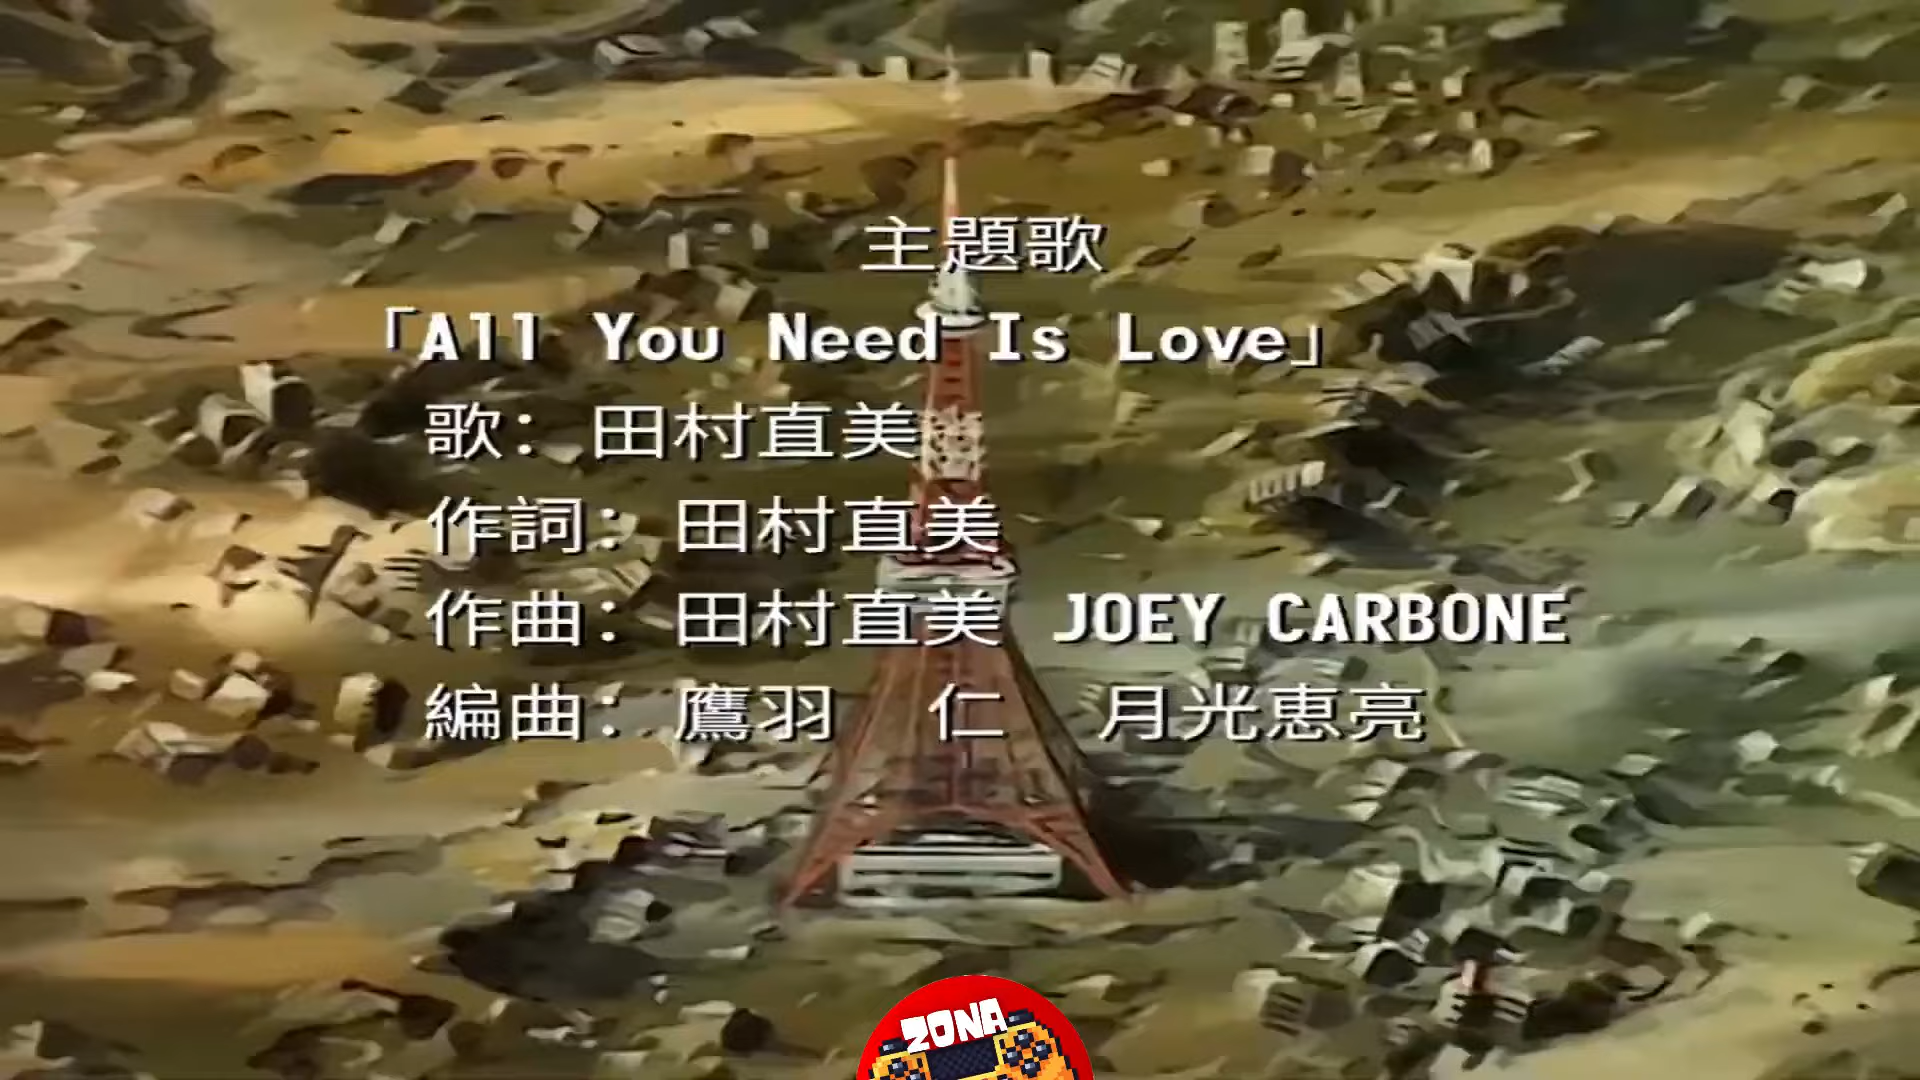 主題歌
「All You Need Is Love」
歌：田村直美
作詞：田村直美
作曲：田村直美 JOEY CARBONE
編曲：鷹羽　仁　月光恵亮
ZONA